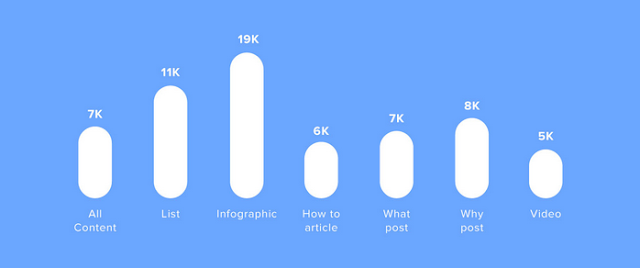 19K
11K
7K
6K
7K
8K
5K
All
Content
List
Infographic
How to
article
What
post
Why
post
Video